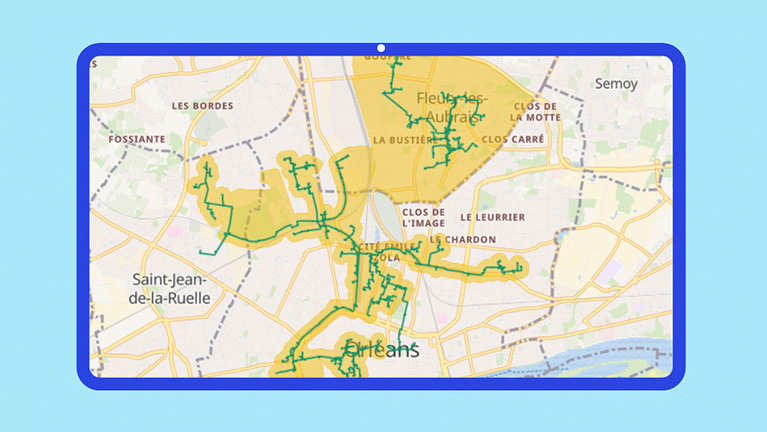 GOUFFRE
S
Semoy
Fleury-les-
Aubrais
LES BORDES
CLOS DE
LA MOTTE
FOSSIANTE
LA BUSTIÈRE
CLOS CARRÉ
CLOS DE
L'IMAGE
LE LEURRIER
LE CHARDON
CITÉ EMILE
ZOLA
Saint-Jean-
de-la-Ruelle
Orléans